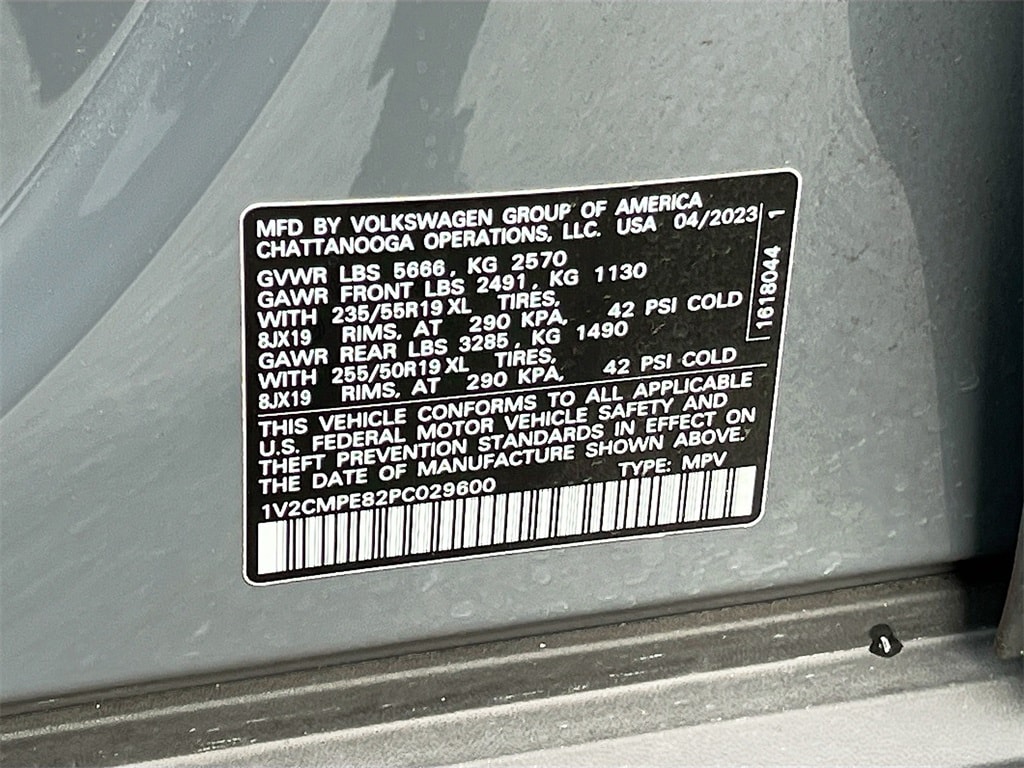 MFD BY VOLKSWAGEN GROUP OF AMERICA
CHATTANOOGA OPERATIONS, LLC. USA 04/2023
GVWR LBS 5666, KG 2570
GAWR FRONT LBS 2491, KG 1130
WITH 235/55R19 XL TIRES,
8JX19 RIMS, AT 290 KPA, 42 PSI COLD
GAWR REAR LBS 3285, KG 1490
WITH 255/50R19 XL TIRES,
8JX19 RIMS, AT 290 KPA, 42 PSI COLD
THIS VEHICLE CONFORMS TO ALL APPLICABLE
U.S. FEDERAL MOTOR VEHICLE SAFETY AND
THEFT PREVENTION STANDARDS IN EFFECT ON
THE DATE OF MANUFACTURE SHOWN ABOVE.
TYPE: MPV
1V2CMPE82PC029600
1618044 1